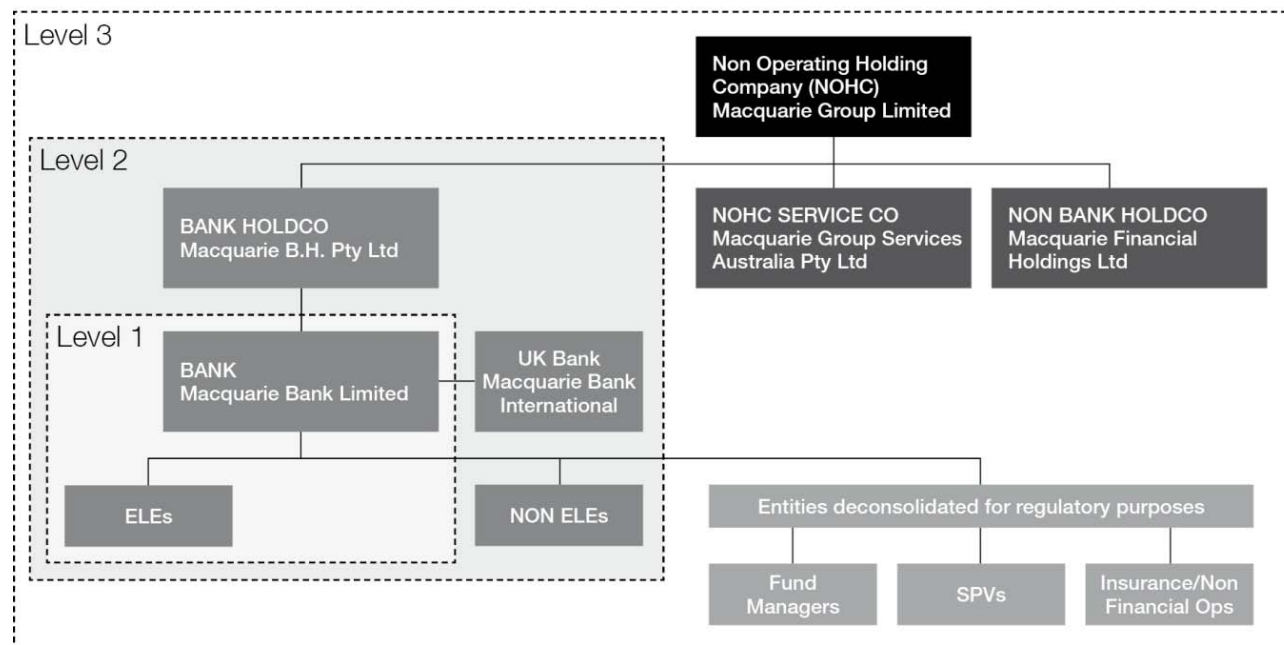 Level 3
Non Operating Holding
Company (NOHC)
Macquarie Group Limited
Level 2
BANK HOLDCO
Macquarie B.H. Pty Ltd
NOHC SERVICE CO
Macquarie Group Services
Australia Pty Ltd
NON BANK HOLDCO
Macquarie Financial
Holdings Ltd
Level 1
BANK
Macquarie Bank Limited
UK Bank
Macquarie Bank
International
ELEs
NON ELEs
Entities deconsolidated for regulatory purposes
Fund
Managers
SPVs
Insurance/Non
Financial Ops